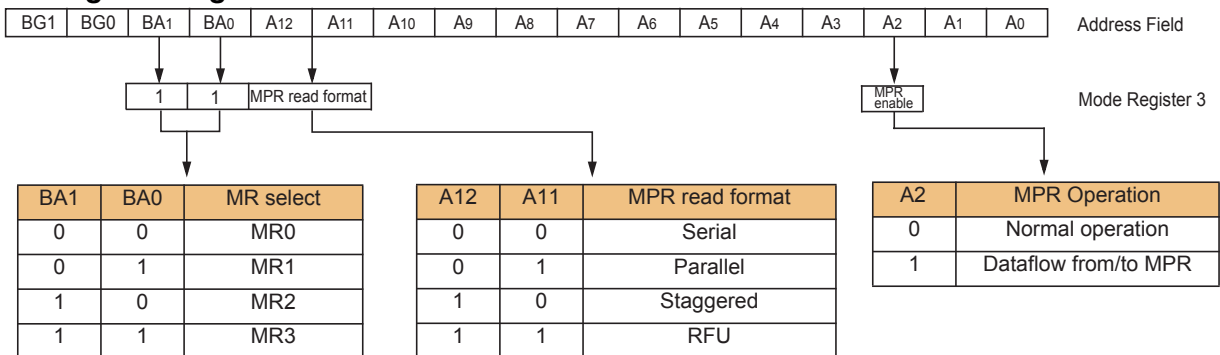 BG1 BG0 BA1 BA0 A12 A11 A10 A9 A8 A7 A6 A5 A4 A3 A2 A1 A0 Address Field
1 1 MPR read format MPR enable Mode Register 3
BA1 BA0 MR select
0 0 MR0
0 1 MR1
1 0 MR2
1 1 MR3
A12 A11 MPR read format
0 0 Serial
0 1 Parallel
1 0 Staggered
1 1 RFU
A2 MPR Operation
0 Normal operation
1 Dataflow from/to MPR